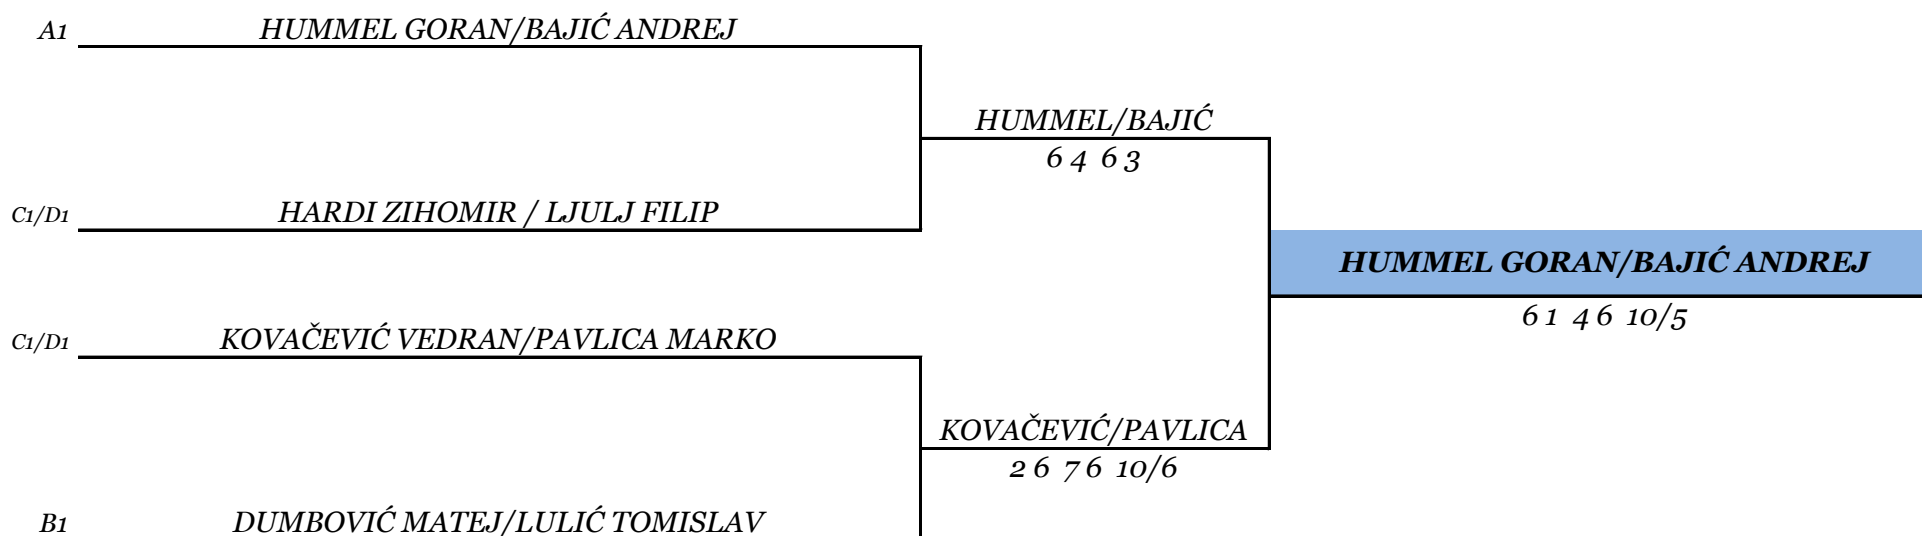 A1 HUMMEL GORAN/BAJIĆ ANDREJ
HUMMEL/BAJIĆ
6 4 6 3
C1/D1 HARDI ZIHOMIR / LJULJ FILIP
HUMMEL GORAN/BAJIĆ ANDREJ
6 1 4 6 10/5
C1/D1 KOVAČEVIĆ VEDRAN/PAVLICA MARKO
KOVAČEVIĆ/PAVLICA
2 6 7 6 10/6
B1 DUMBOVIĆ MATEJ/LULIĆ TOMISLAV